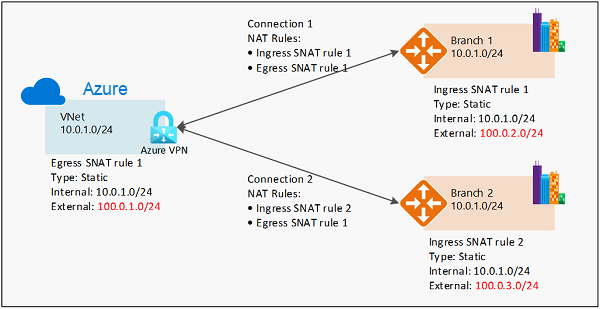 Connection 1
NAT Rules:
• Ingress SNAT rule 1
• Egress SNAT rule 1
Branch 1
10.0.1.0/24
Ingress SNAT rule 1
Type: Static
Internal: 10.0.1.0/24
External: 100.0.2.0/24
Azure
VNet
10.0.1.0/24
Azure VPN
Egress SNAT rule 1
Type: Static
Internal: 10.0.1.0/24
External: 100.0.1.0/24
Connection 2
NAT Rules:
• Ingress SNAT rule 2
• Egress SNAT rule 1
Branch 2
10.0.1.0/24
Ingress SNAT rule 2
Type: Static
Internal: 10.0.1.0/24
External: 100.0.3.0/24